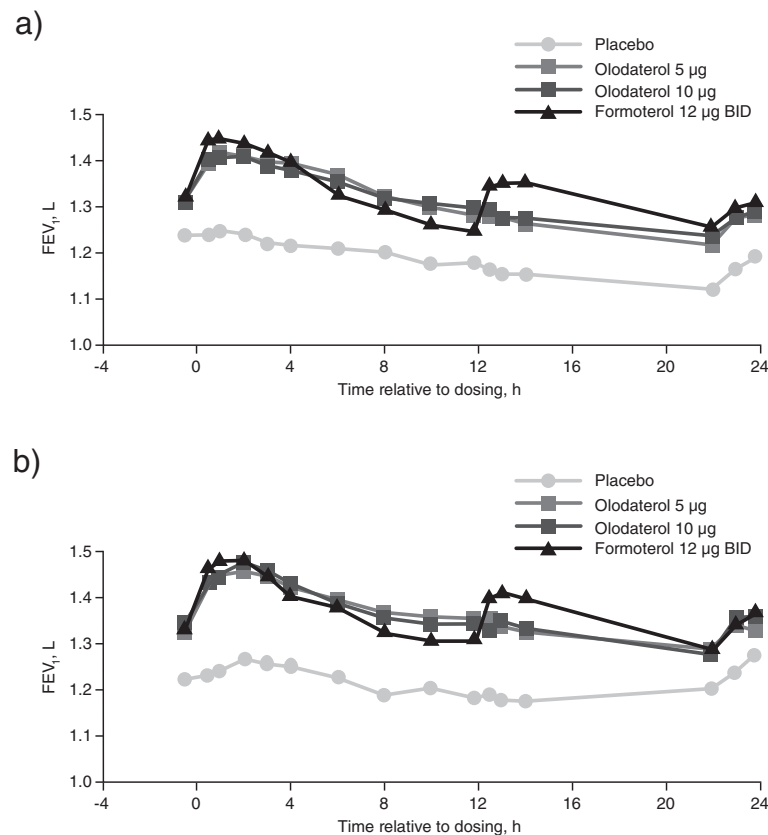 a)
Placebo
Olodaterol 5 µg
Olodaterol 10 µg
Formoterol 12 µg BID
1.5
1.4
1.3
1.2
1.1
1.0
FEV1, L
-4 0 4 8 12 16 20 24
Time relative to dosing, h
b)
Placebo
Olodaterol 5 µg
Olodaterol 10 µg
Formoterol 12 µg BID
1.5
1.4
1.3
1.2
1.1
1.0
FEV1, L
-4 0 4 8 12 16 20 24
Time relative to dosing, h